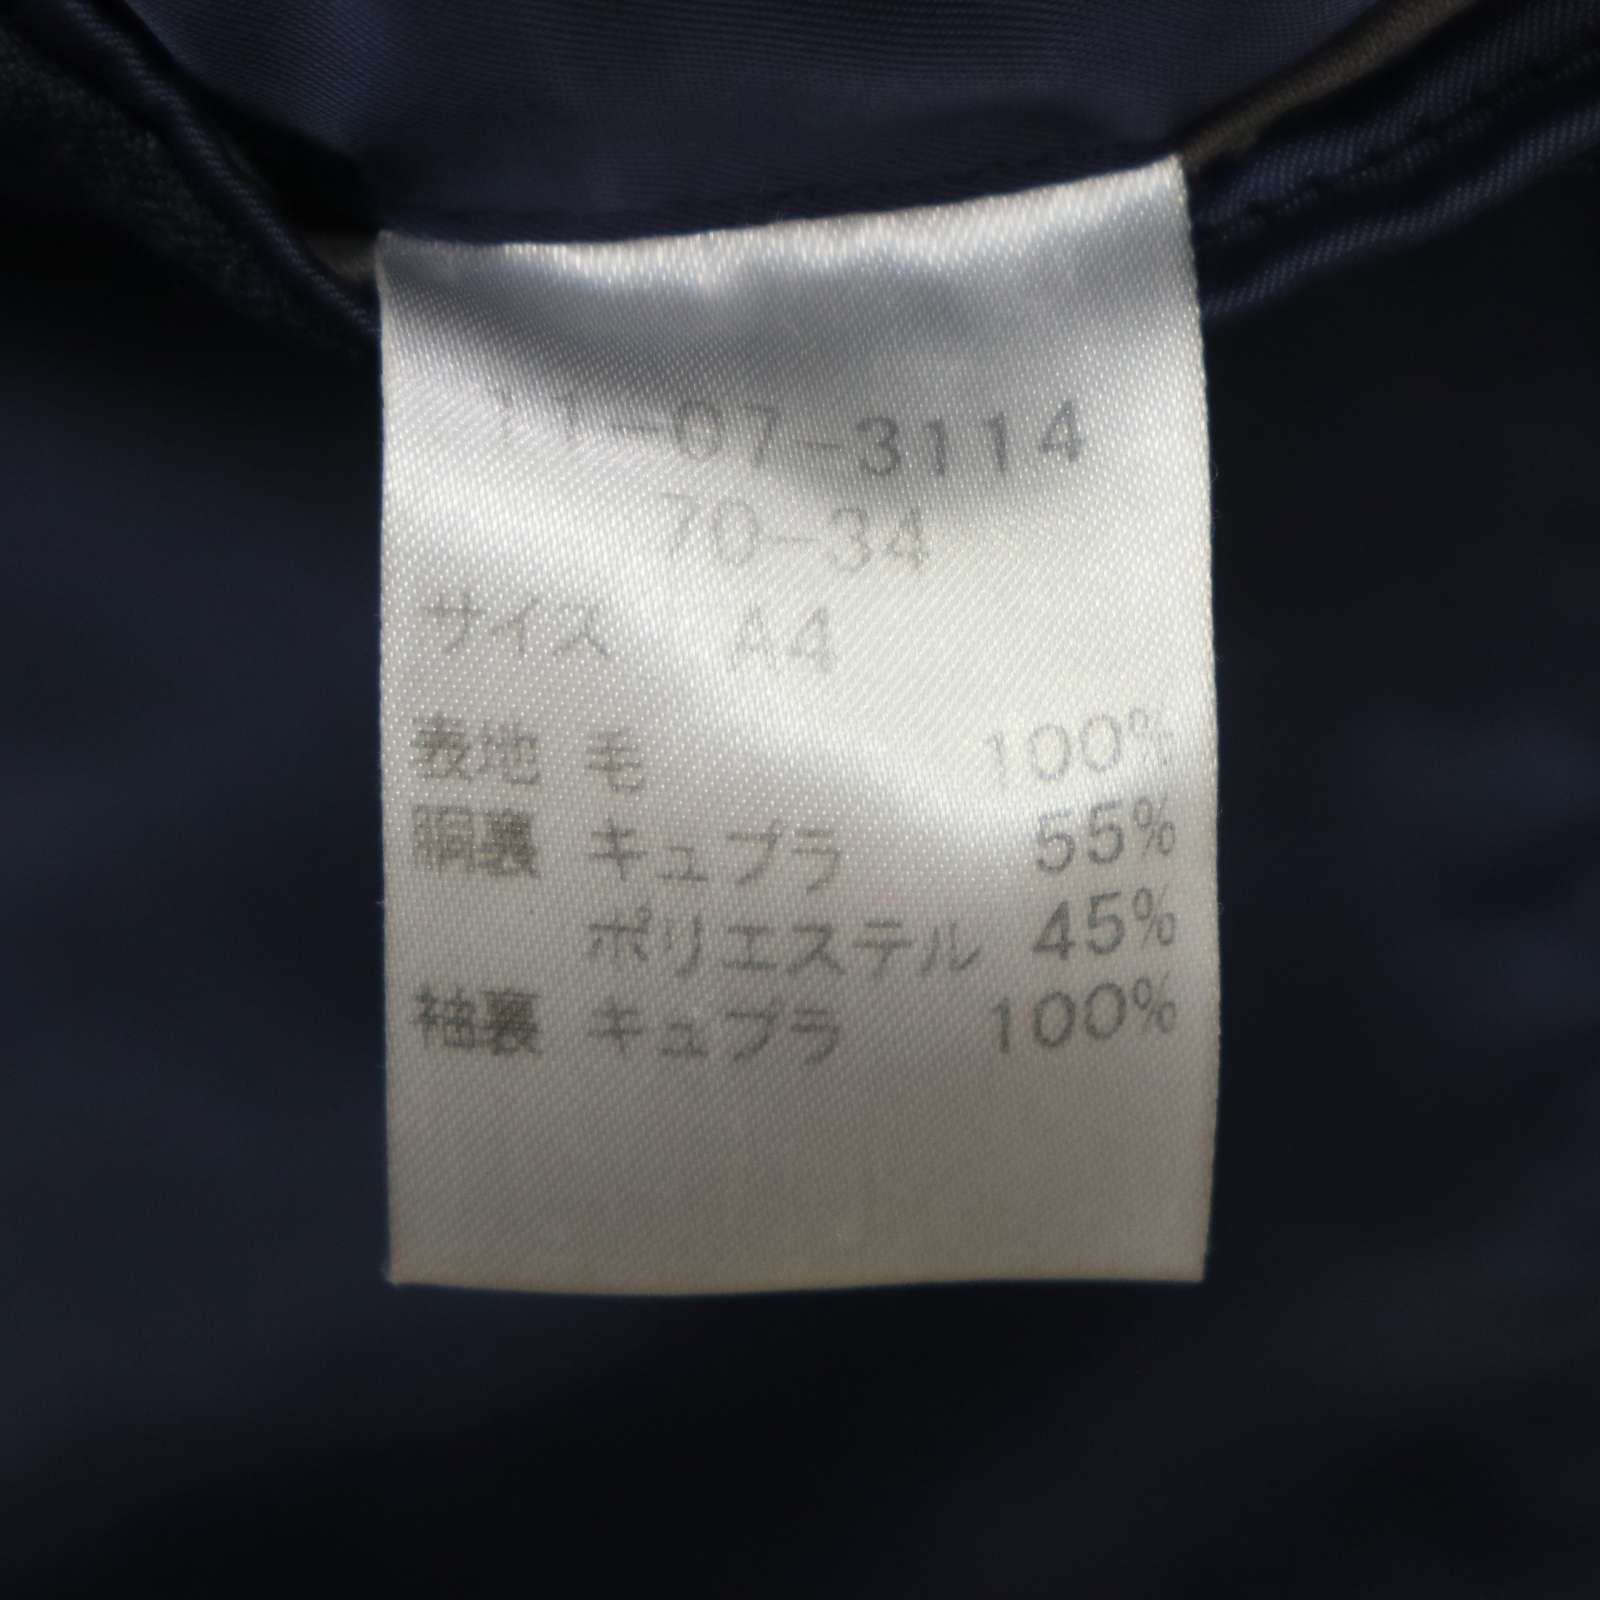 11-07-3114
70-34
サイズ A4
表地 毛 100%
胴裏 キュプラ 55%
ポリエステル 45%
袖裏 キュプラ 100%